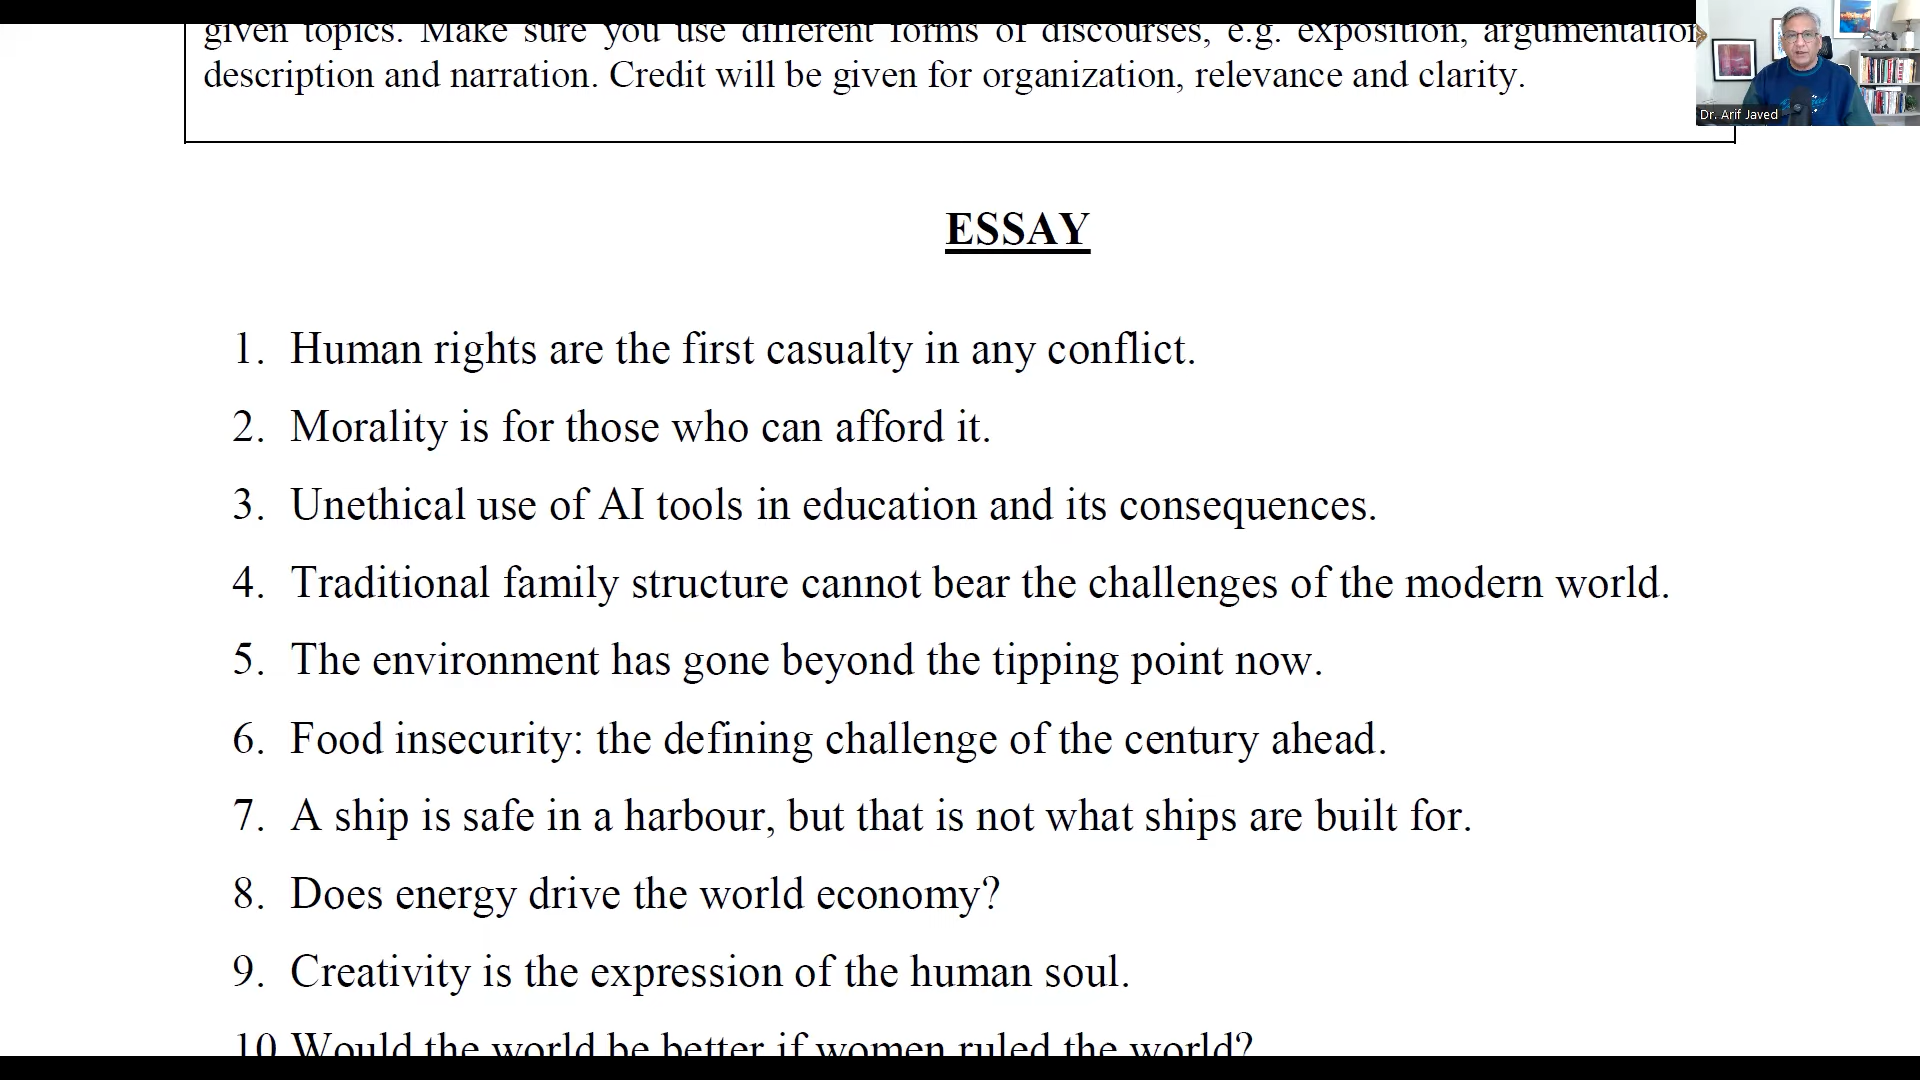 given topics. Make sure you use different forms of discourses, e.g. exposition, argumentation
description and narration. Credit will be given for organization, relevance and clarity.
Dr. Arif Javed
ESSAY
1. Human rights are the first casualty in any conflict.
2. Morality is for those who can afford it.
3. Unethical use of AI tools in education and its consequences.
4. Traditional family structure cannot bear the challenges of the modern world.
5. The environment has gone beyond the tipping point now.
6. Food insecurity: the defining challenge of the century ahead.
7. A ship is safe in a harbour, but that is not what ships are built for.
8. Does energy drive the world economy?
9. Creativity is the expression of the human soul.
10. Would the world be better if women ruled the world?